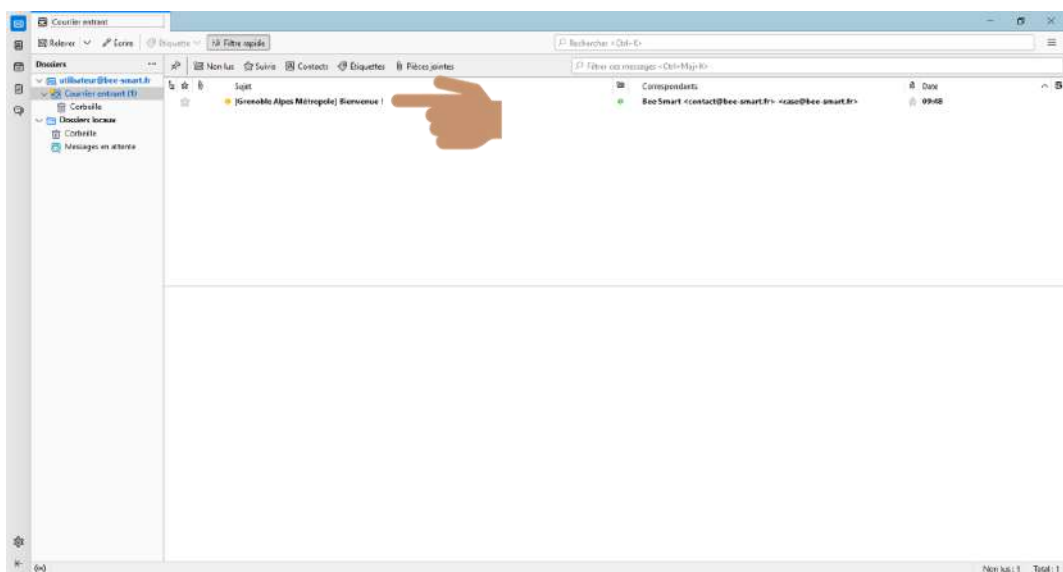 Courrier entrant
Relever Écrire Étiquette Filtre rapide Rechercher <Ctrl+K>
Dossiers ... Non lus Suivis Contacts Étiquettes Pièces jointes Filtrer ces messages <Ctrl+Maj+K>
utilisateur@bee-smart.fr Sujet Correspondants Date
Courrier entrant (1) [Grenoble Alpes Métropole] Bienvenue ! Bee Smart <contact@bee-smart.fr> <case@bee-smart.fr> 09:48
Corbeille
Dossiers locaux
Corbeille
Messages en attente
Non lus : 1 Total : 1